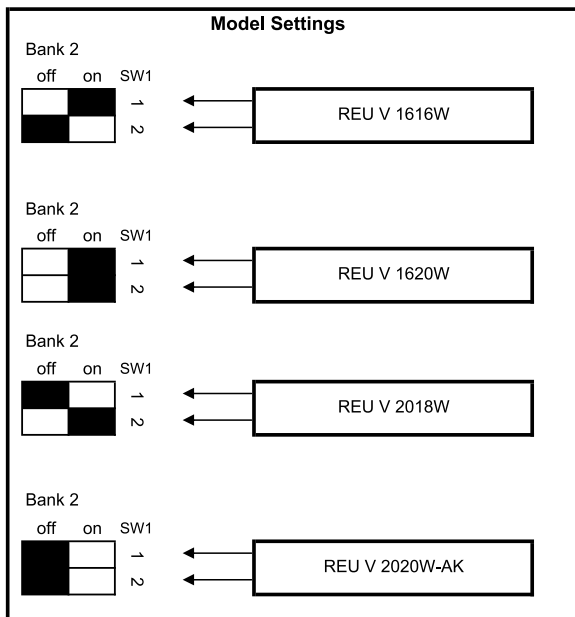 Model Settings
Bank 2
off on SW1
1
2
REU V 1616W
Bank 2
off on SW1
1
2
REU V 1620W
Bank 2
off on SW1
1
2
REU V 2018W
Bank 2
off on SW1
1
2
REU V 2020W-AK